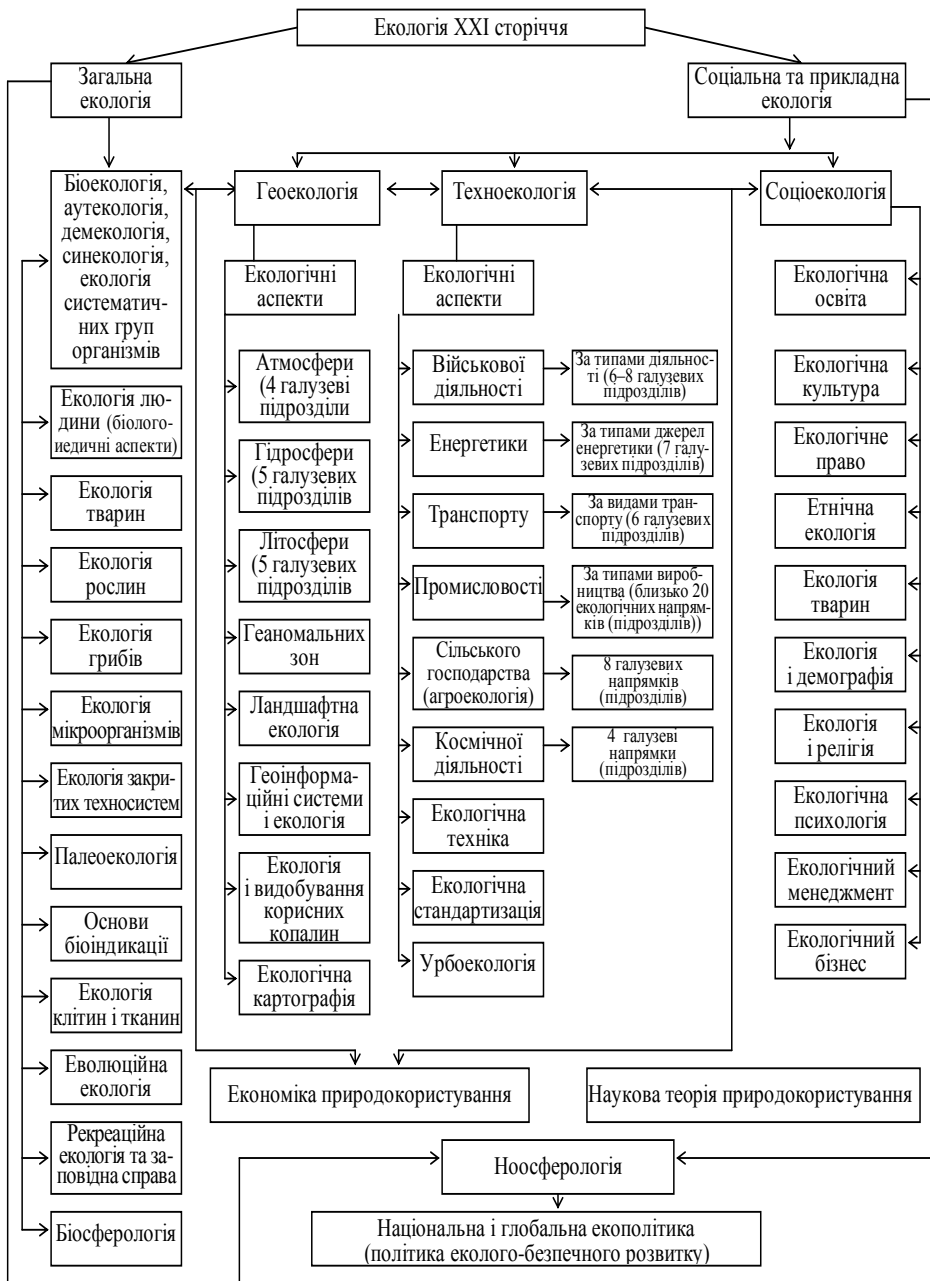 Екологія XXI сторіччя
Загальна
екологія
Соціальна та прикладна
екологія
Біоекологія,
аутекологія,
демекологія,
синекологія,
екологія
систематич-
них груп
організмів
Екологія лю-
дини (біолого-
иедичні аспекти)
Екологія
тварин
Екологія
рослин
Екологія
грибів
Екологія
мікроорганізмів
Екологія закри-
тих техносистем
Палеоекологія
Основи
біоіндикації
Екологія
клітин і тканин
Еволюційна
екологія
Рекреаційна
екологія та за-
повідна справа
Біосферологія
Геоекологія
Екологічні
аспекти
Атмосфери
(4 галузеві
підрозділи
Гідросфери
(5 галузевих
підрозділів
Літосфери
(5 галузевих
підрозділів
Геаномальних
зон
Ландшафтна
екологія
Геоінформа-
ційні системи
і екологія
Екологія
і видобування
корисних
копалин
Екологічна
картографія
Техноекологія
Екологічні
аспекти
Військової
діяльності
За типами діяльнос-
ті (6–8 галузевих
підрозділів)
Енергетики
За типами джерел
енергетики (7 галу-
зевих підрозділів)
Транспорту
За видами тран-
спорту (6 галузевих
підрозділів)
Промисловості
За типами вироб-
ництва (близько 20
екологічних напрям-
ків (підрозділів))
Сільського
господарства
(агроекологія)
8 галузевих
напрямків
(підрозділів)
Космічної
діяльності
4 галузеві
напрямки
(підрозділів)
Екологічна
техніка
Екологічна
стандартизація
Урбоекологія
Соціоекологія
Екологічна
освіта
Екологічна
культура
Екологічне
право
Етнічна
екологія
Екологія
тварин
Екологія
і демографія
Екологія
і релігія
Екологічна
психологія
Екологічний
менеджмент
Екологічний
бізнес
Економіка природокористування
Наукова теорія природокористування
Ноосферологія
Національна і глобальна екополітика
(політика еколого-безпечного розвитку)